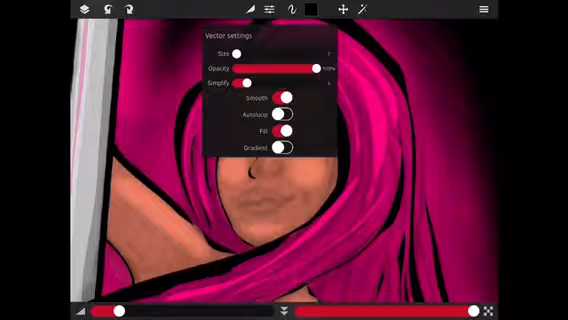 Vector settings
Size
Opacity 100%
Simplify
Smooth
Autoloop
Fill
Gradient